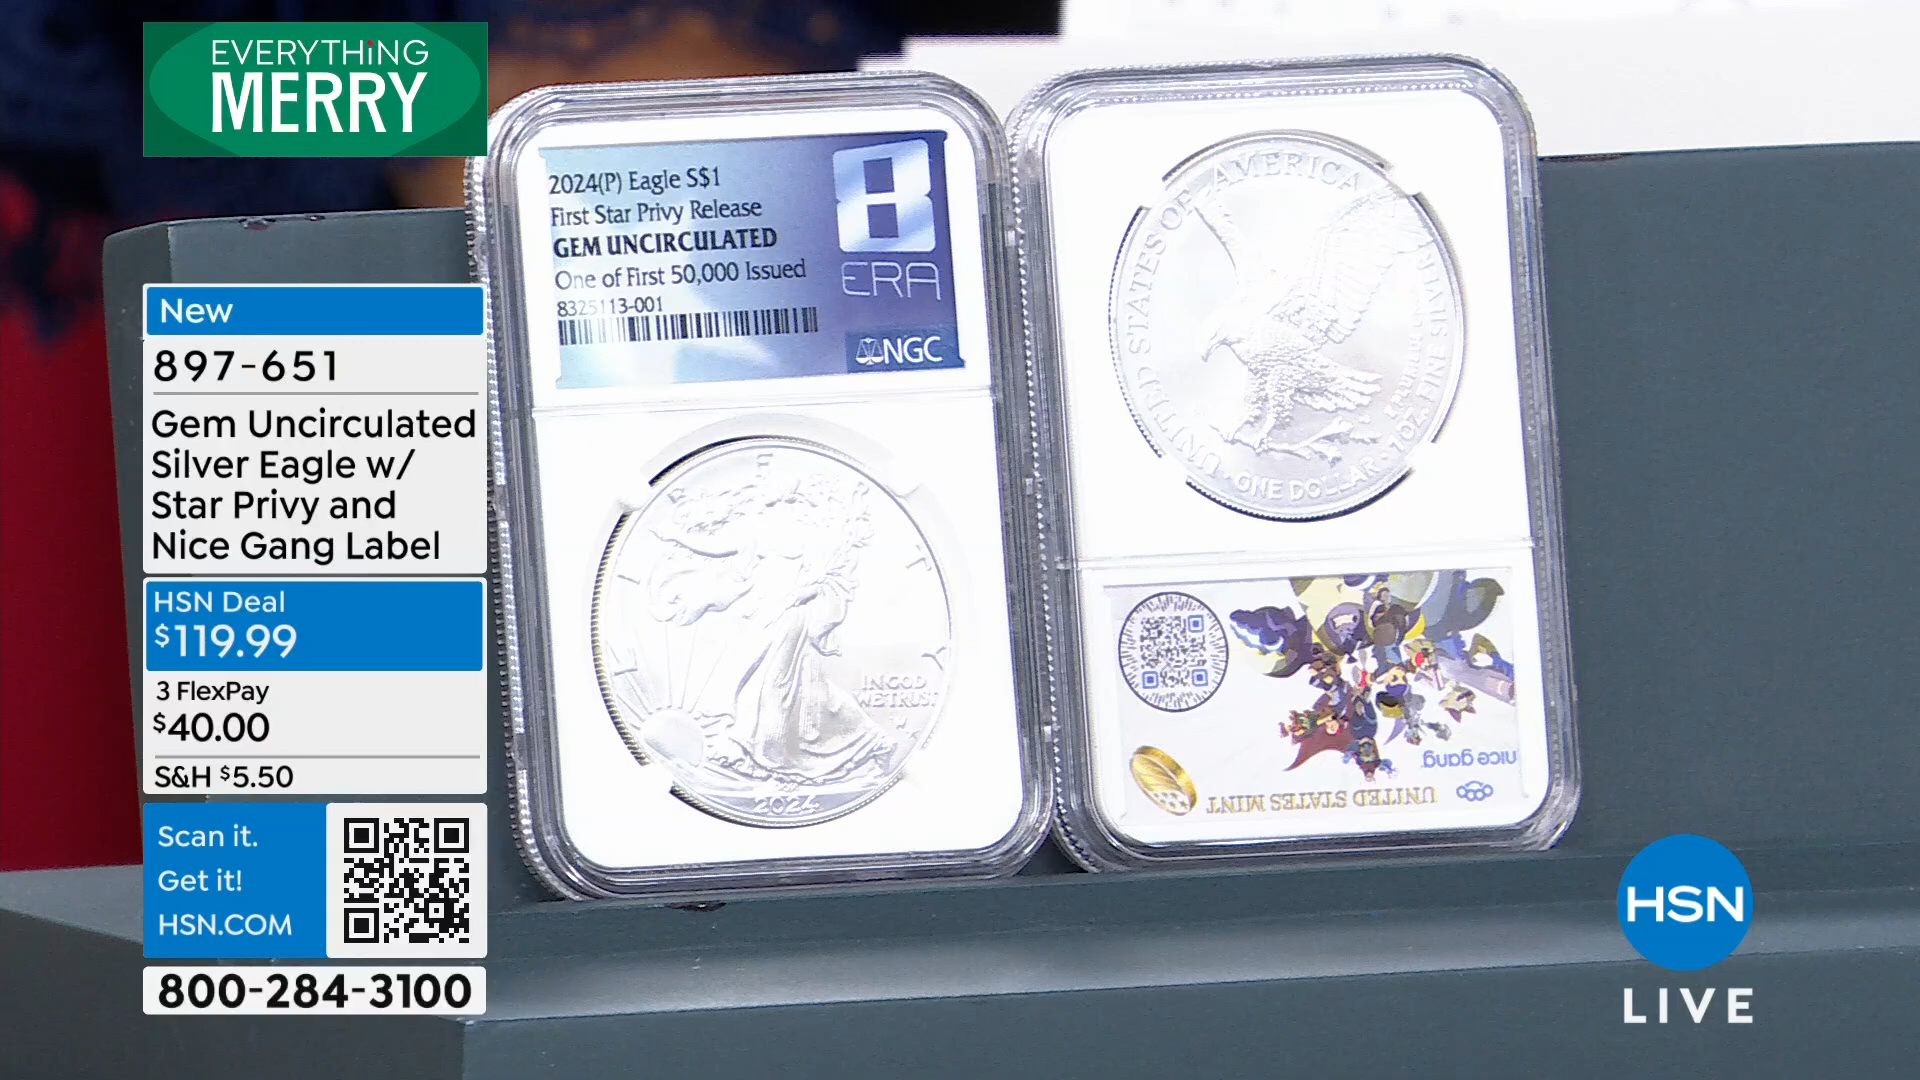 EVERYTHiNG
MERRY
New
897-651
Gem Uncirculated
Silver Eagle w/
Star Privy and
Nice Gang Label
HSN Deal
$119.99
3 FlexPay
$40.00
S&H $5.50
Scan it.
Get it!
HSN.COM
800-284-3100
2024(P) Eagle S$1
First Star Privy Release
GEM UNCIRCULATED
One of First 50,000 Issued
8325113-001
8
ERA
NGC
LIBERTY
IN GOD
WE TRUST
2024
UNITED STATES OF AMERICA
1 OZ. FINE SILVER
ONE DOLLAR
nice gang.
UNITED STATES MINT
HSN
LIVE